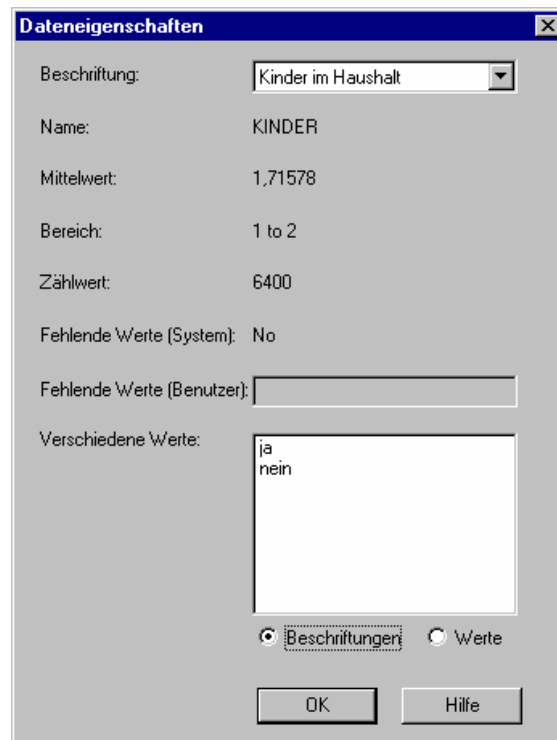 Dateneigenschaften
Beschriftung: Kinder im Haushalt
Name: KINDER
Mittelwert: 1,71578
Bereich: 1 to 2
Zählwert: 6400
Fehlende Werte (System): No
Fehlende Werte (Benutzer):
Verschiedene Werte:
ja
nein
Beschriftungen Werte
OK Hilfe